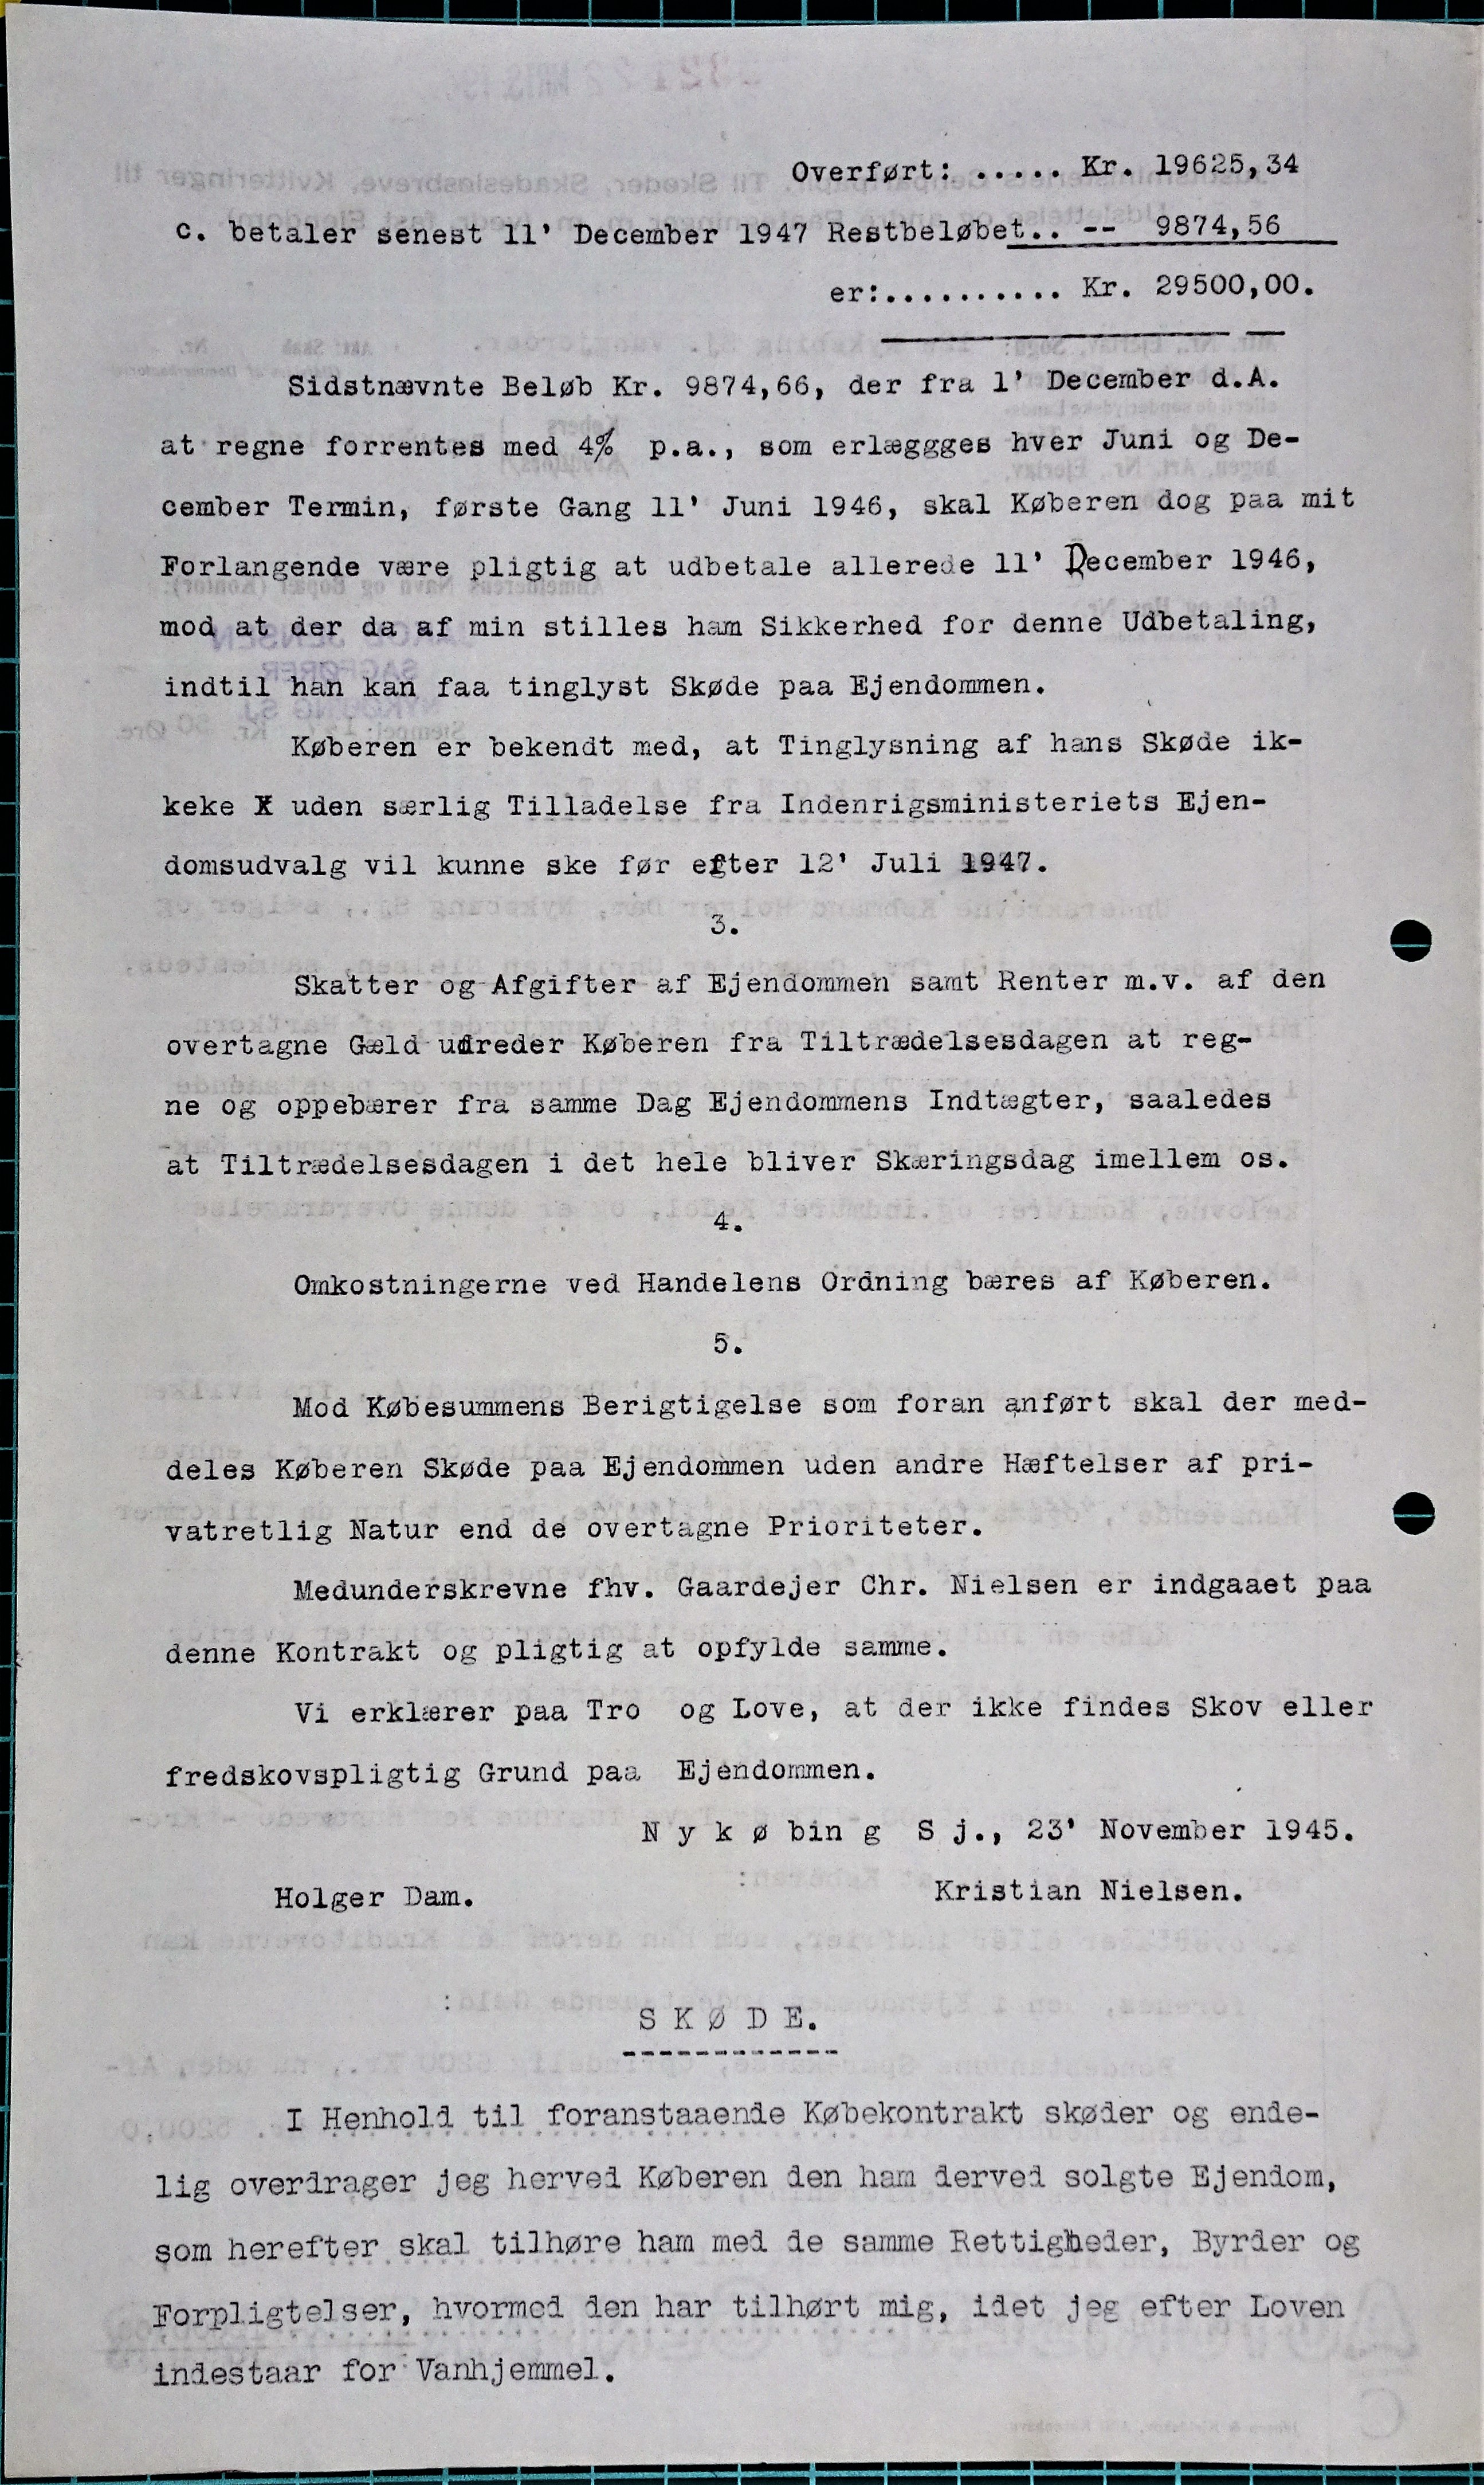 Overført: ..... Kr. 19625,34
c. betaler senest 11' December 1947 Restbeløbet.. -- 9874,56
er:.......... Kr. 29500,00.
Sidstnævnte Beløb Kr. 9874,66, der fra 1' December d.A.
at regne forrentes med 4% p.a., som erlæggges hver Juni og De-
cember Termin, første Gang 11' Juni 1946, skal Køberen dog paa mit
Forlangende være pligtig at udbetale allerede 11' December 1946,
mod at der da af min stilles ham Sikkerhed for denne Udbetaling,
indtil han kan faa tinglyst Skøde paa Ejendommen.
Køberen er bekendt med, at Tinglysning af hans Skøde ik-
keke X uden særlig Tilladelse fra Indenrigsministeriets Ejen-
domsudvalg vil kunne ske før efter 12' Juli 1947.
3.
Skatter og Afgifter af Ejendommen samt Renter m.v. af den
overtagne Gæld udreder Køberen fra Tiltrædelsesdagen at reg-
ne og oppebærer fra samme Dag Ejendommens Indtægter, saaledes
at Tiltrædelsesdagen i det hele bliver Skæringsdag imellem os.
4.
Omkostningerne ved Handelens Ordning bæres af Køberen.
5.
Mod Købesummens Berigtigelse som foran anført skal der med-
deles Køberen Skøde paa Ejendommen uden andre Hæftelser af pri-
vatretlig Natur end de overtagne Prioriteter.
Medunderskrevne fhv. Gaardejer Chr. Nielsen er indgaaet paa
denne Kontrakt og pligtig at opfylde samme.
Vi erklærer paa Tro og Love, at der ikke findes Skov eller
fredskovspligtig Grund paa Ejendommen.
N y k ø bin g S j., 23' November 1945.
Holger Dam. Kristian Nielsen.
S K Ø D E.
------------
I Henhold til foranstaaende Købekontrakt skøder og ende-
lig overdrager jeg herved Køberen den ham derved solgte Ejendom,
som herefter skal tilhøre ham med de samme Rettigheder, Byrder og
Forpligtelser, hvormed den har tilhørt mig, idet jeg efter Loven
indestaar for Vanhjemmel.